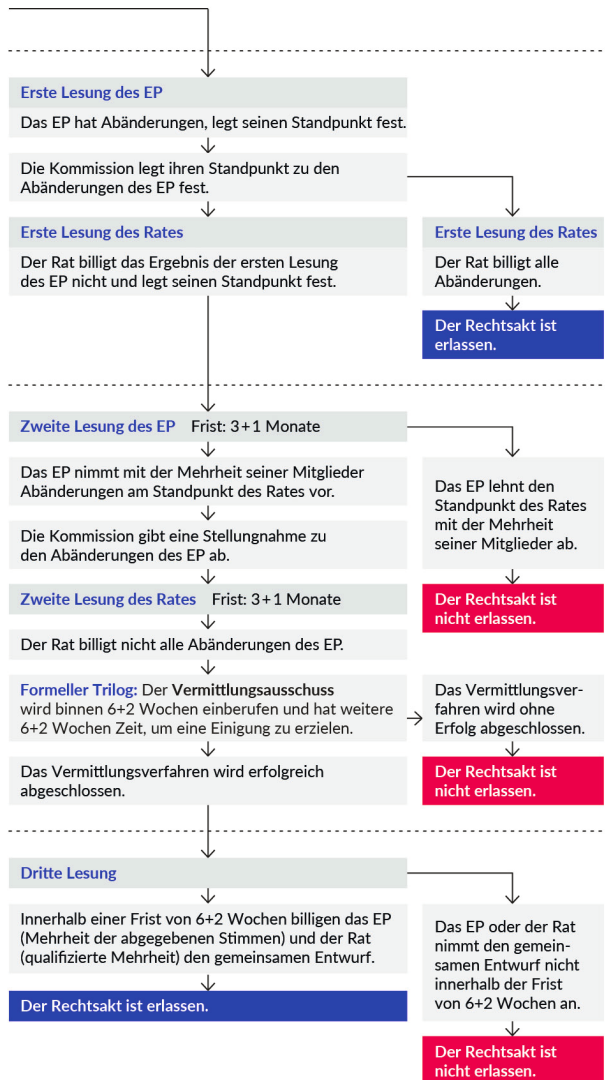 Erste Lesung des EP
Das EP hat Abänderungen, legt seinen Standpunkt fest.
Die Kommission legt ihren Standpunkt zu den
Abänderungen des EP fest.
Erste Lesung des Rates
Der Rat billigt das Ergebnis der ersten Lesung
des EP nicht und legt seinen Standpunkt fest.
Erste Lesung des Rates
Der Rat billigt alle
Abänderungen.
Der Rechtsakt ist
erlassen.
Zweite Lesung des EP Frist: 3+1 Monate
Das EP nimmt mit der Mehrheit seiner Mitglieder
Abänderungen am Standpunkt des Rates vor.
Die Kommission gibt eine Stellungnahme zu
den Abänderungen des EP ab.
Das EP lehnt den
Standpunkt des Rates
mit der Mehrheit
seiner Mitglieder ab.
Der Rechtsakt ist
nicht erlassen.
Zweite Lesung des Rates Frist: 3+1 Monate
Der Rat billigt nicht alle Abänderungen des EP.
Formeller Trilog: Der Vermittlungsausschuss
wird binnen 6+2 Wochen einberufen und hat weitere
6+2 Wochen Zeit, um eine Einigung zu erzielen.
Das Vermittlungsver-
fahren wird ohne
Erfolg abgeschlossen.
Der Rechtsakt ist
nicht erlassen.
Das Vermittlungsverfahren wird erfolgreich
abgeschlossen.
Dritte Lesung
Innerhalb einer Frist von 6+2 Wochen billigen das EP
(Mehrheit der abgegebenen Stimmen) und der Rat
(qualifizierte Mehrheit) den gemeinsamen Entwurf.
Der Rechtsakt ist erlassen.
Das EP oder der Rat
nimmt den gemein-
samen Entwurf nicht
innerhalb der Frist
von 6+2 Wochen an.
Der Rechtsakt ist
nicht erlassen.